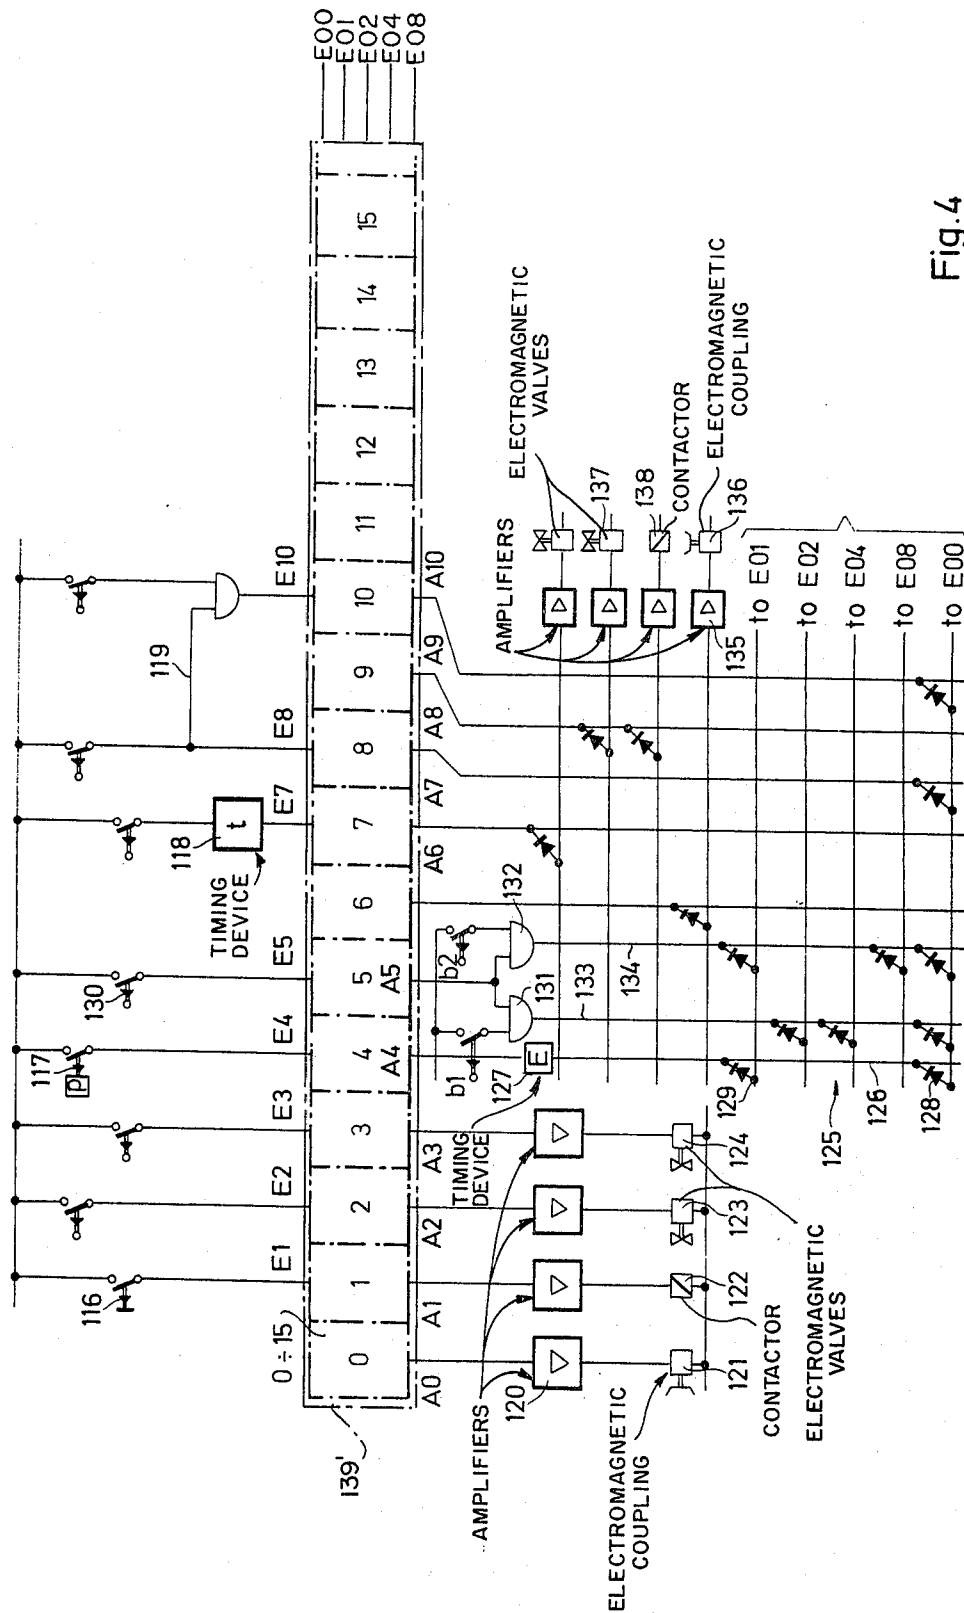 E00
E01
E02
E04
E08
Fig.4
116
117
P
130
118
t
TIMING
DEVICE
119
E1
E2
E3
E4
E5
E7
E8
E10
0÷15
0
1
2
3
4
5
6
7
8
9
10
11
12
13
14
15
139'
A0
A1
A2
A3
A4
A5
A6
A7
A8
A9
A10
b1
b2
131
132
133
134
E
127
TIMING
DEVICE
AMPLIFIERS
120
121
122
123
124
ELECTROMAGNETIC
COUPLING
CONTACTOR
ELECTROMAGNETIC
VALVES
125
126
128
129
AMPLIFIERS
135
136
137
138
ELECTROMAGNETIC
VALVES
CONTACTOR
ELECTROMAGNETIC
COUPLING
to E01
to E02
to E04
to E08
to E00